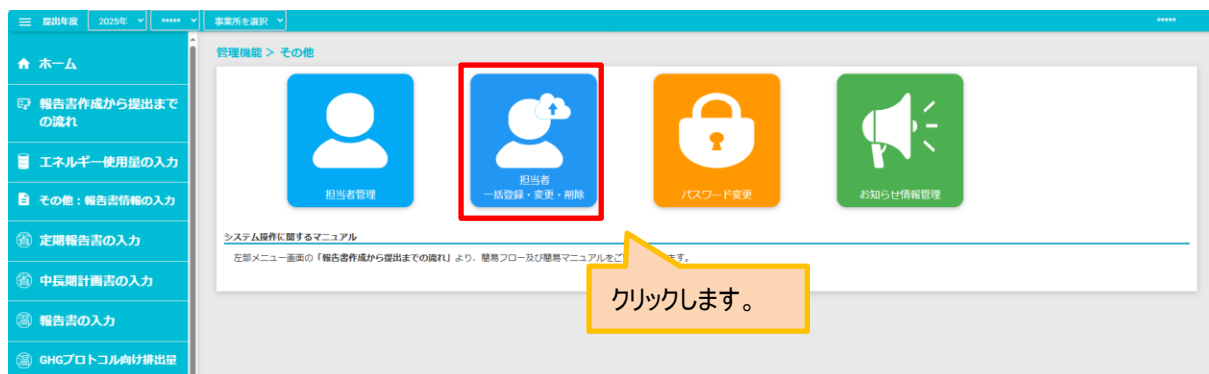 提出年度 2025年 ***** 事業所を選択 *****
管理機能 > その他
ホーム
報告書作成から提出まで
の流れ
エネルギー使用量の入力
その他：報告書情報の入力
定期報告書の入力
中長期計画書の入力
報告書の入力
GHGプロトコル向け排出量
担当者管理
担当者
一括登録・変更・削除
パスワード変更
お知らせ情報管理
システム操作に関するマニュアル
左部メニュー画面の「報告書作成から提出までの流れ」より、簡易フロー及び簡易マニュアルをご ます。
クリックします。